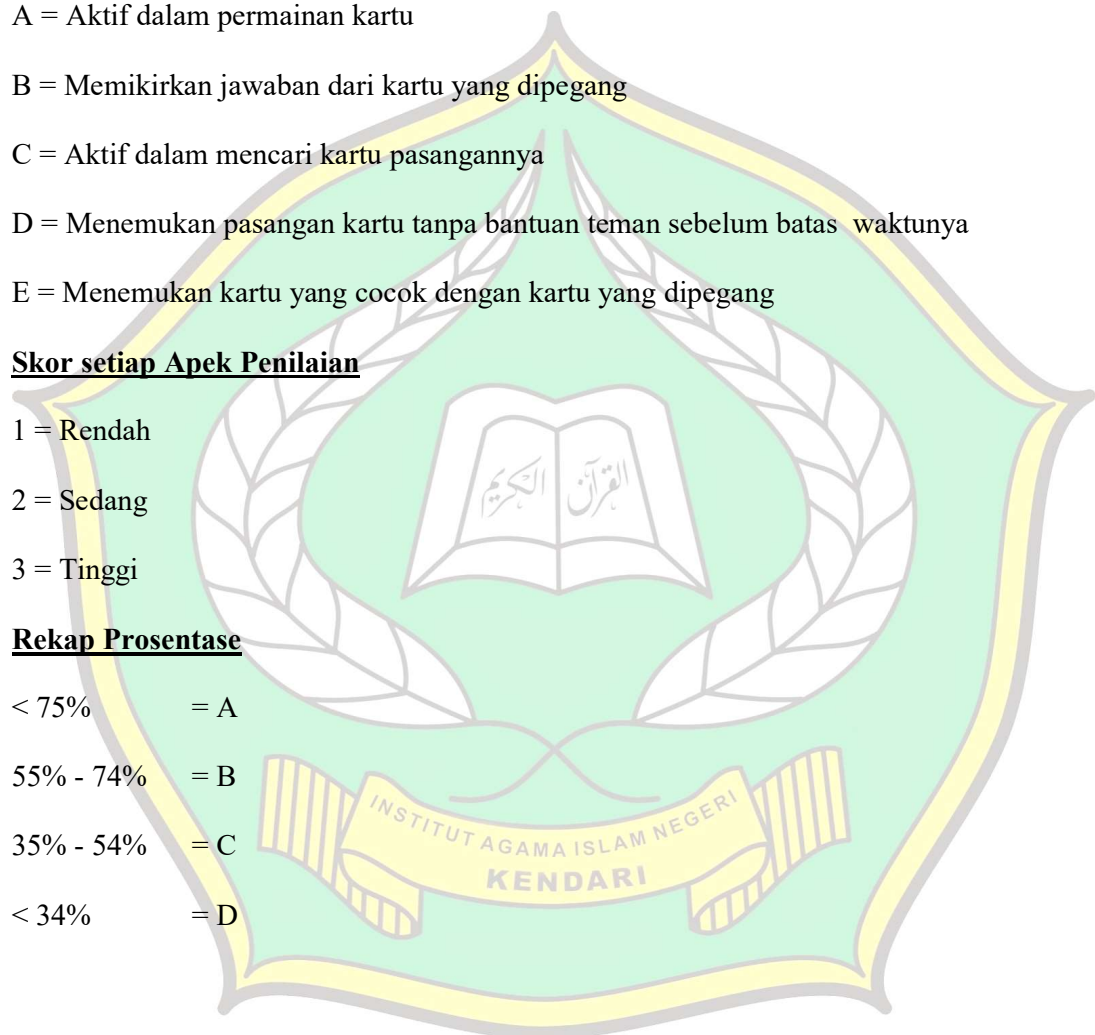 A = Aktif dalam permainan kartu
B = Memikirkan jawaban dari kartu yang dipegang
C = Aktif dalam mencari kartu pasangannya
D = Menemukan pasangan kartu tanpa bantuan teman sebelum batas  waktunya
E = Menemukan kartu yang cocok dengan kartu yang dipegang
Skor setiap Apek Penilaian
1 = Rendah
2 = Sedang
3 = Tinggi
القرآن الكريم
Rekap Prosentase
< 75% = A
55% - 74% = B
35% - 54% = C
< 34% = D
INSTITUT AGAMA ISLAM NEGERI
KENDARI